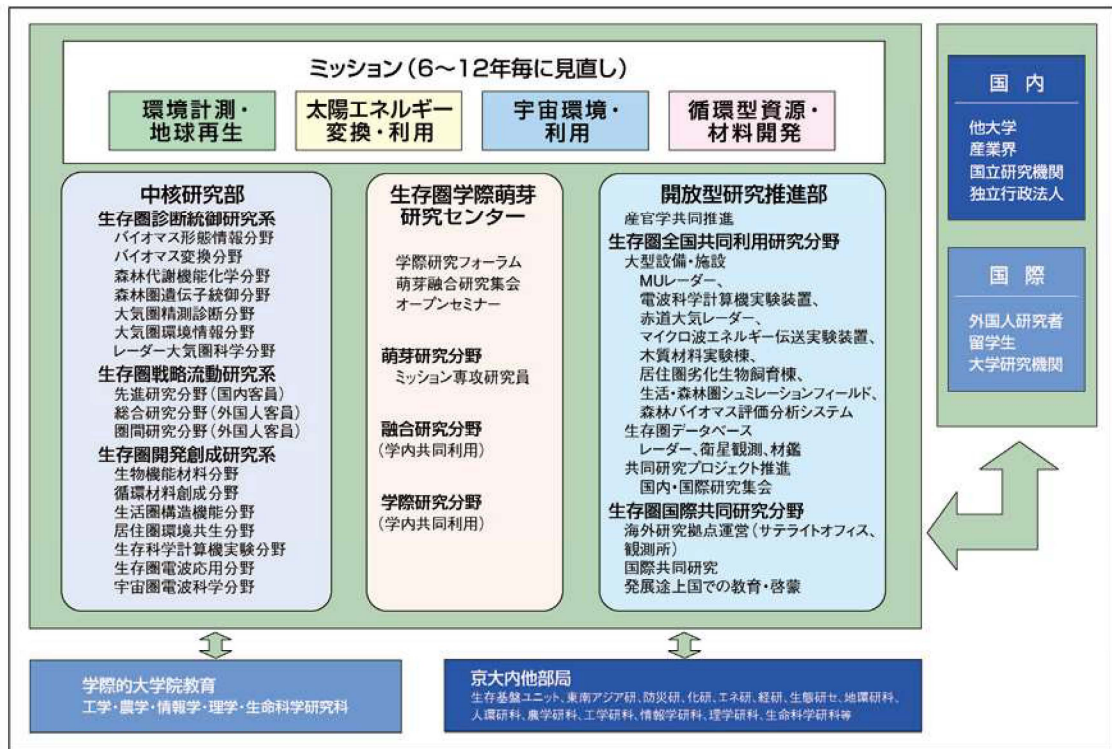 ミッション(6〜12年毎に見直し)
環境計測・
地球再生
太陽エネルギー
変換・利用
宇宙環境・
利用
循環型資源・
材料開発
中核研究部
生存圏診断統御研究系
バイオマス形態情報分野
バイオマス変換分野
森林代謝機能化学分野
森林圏遺伝子統御分野
大気圏精測診断分野
大気圏環境情報分野
レーダー大気圏科学分野
生存圏戦略流動研究系
先進研究分野(国内客員)
総合研究分野(外国人客員)
圏間研究分野(外国人客員)
生存圏開発創成研究系
生物機能材料分野
循環材料創成分野
生活圏構造機能分野
居住圏環境共生分野
生存科学計算機実験分野
生存圏電波応用分野
宇宙圏電波科学分野
生存圏学際萌芽
研究センター
学際研究フォーラム
萌芽融合研究集会
オープンセミナー
萌芽研究分野
ミッション専攻研究員
融合研究分野
(学内共同利用)
学際研究分野
(学内共同利用)
開放型研究推進部
産官学共同推進
生存圏全国共同利用研究分野
大型設備・施設
MUレーダー、
電波科学計算機実験装置、
赤道大気レーダー、
マイクロ波エネルギー伝送実験装置、
木質材料実験棟、
居住圏劣化生物飼育棟、
生活・森林圏シュミレーションフィールド、
森林バイオマス評価分析システム
生存圏データベース
レーダー、衛星観測、材鑑
共同研究プロジェクト推進
国内・国際研究集会
生存圏国際共同研究分野
海外研究拠点運営(サテライトオフィス、
観測所)
国際共同研究
発展途上国での教育・啓蒙
国内
他大学
産業界
国立研究機関
独立行政法人
国際
外国人研究者
留学生
大学研究機関
学際的大学院教育
工学・農学・情報学・理学・生命科学研究科
京大内他部局
生存基盤ユニット、東南アジア研、防災研、化研、エネ研、経研、生態研セ、地環研科、
人環研科、農学研科、工学研科、情報学研科、理学研科、生命科学研科等